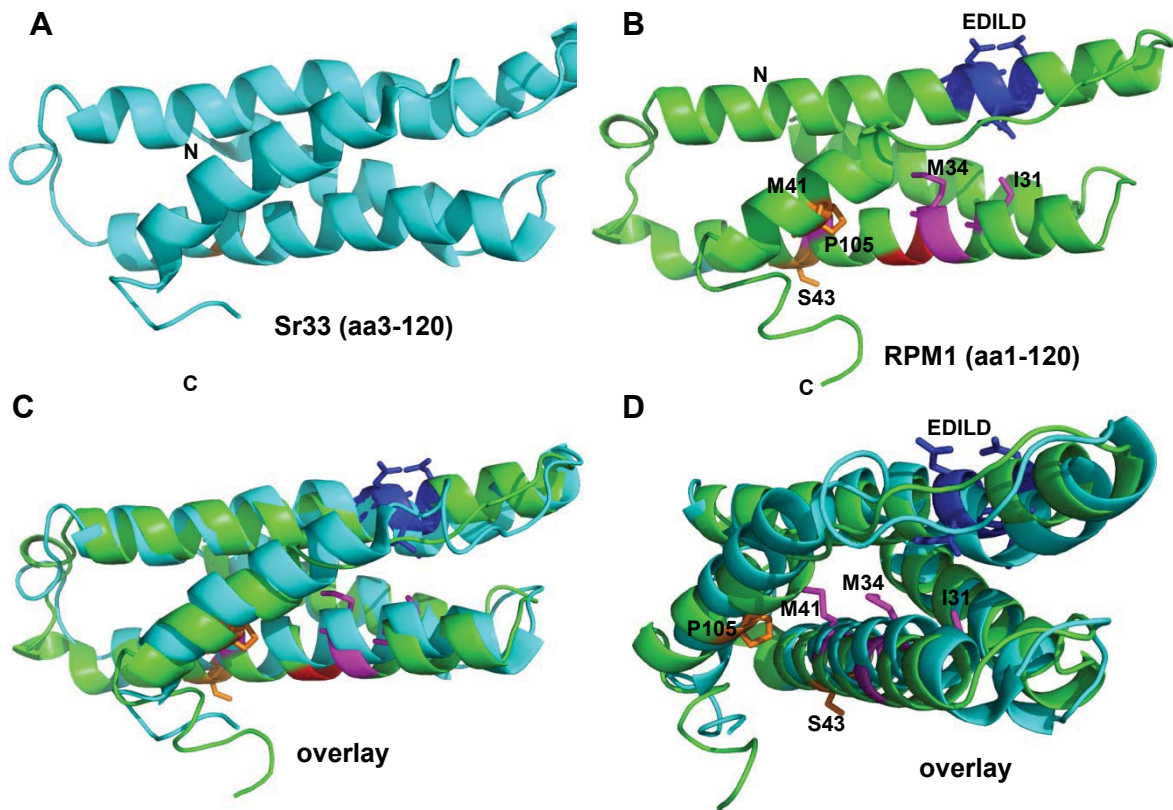 A
N
Sr33 (aa3-120)
C
B
EDILD
N
M34
I31
M41
P105
S43
RPM1 (aa1-120)
C
C
overlay
D
EDILD
M41
M34
I31
P105
S43
overlay